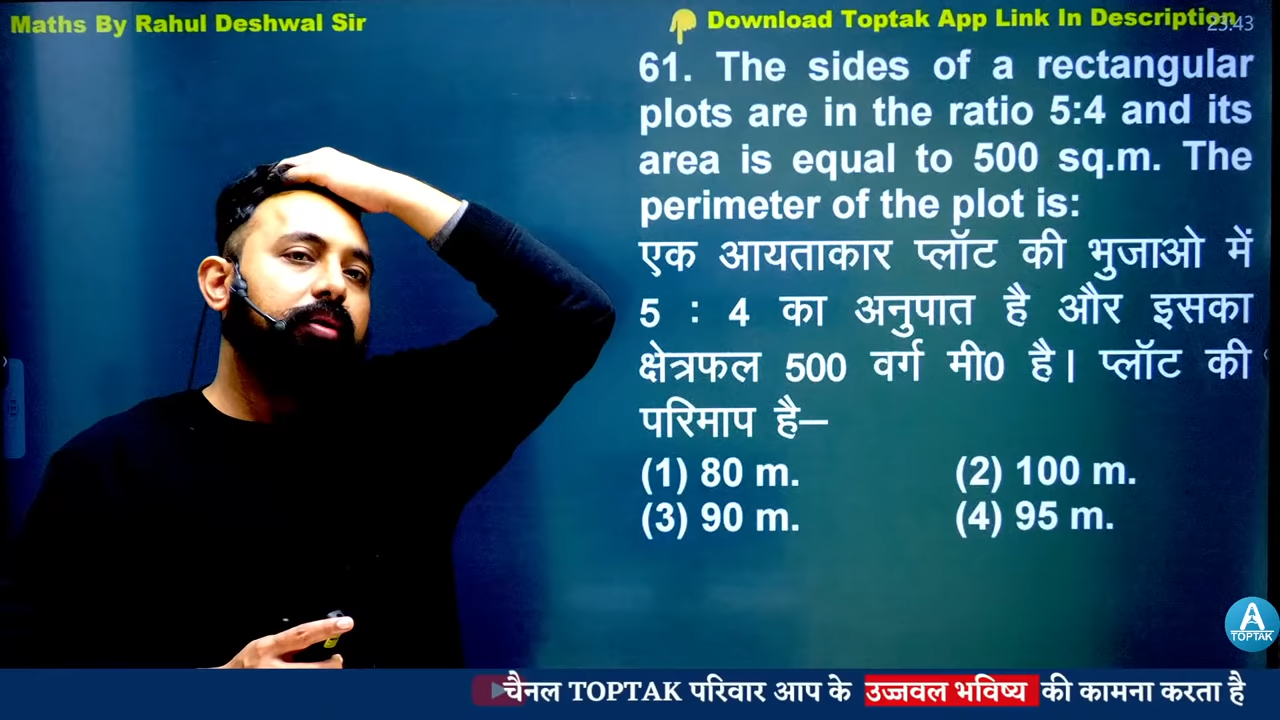 Maths By Rahul Deshwal Sir
Download Toptak App Link In Description
23:43
61. The sides of a rectangular
plots are in the ratio 5:4 and its
area is equal to 500 sq.m. The
perimeter of the plot is:
एक आयताकार प्लॉट की भुजाओ में
5 : 4 का अनुपात है और इसका
क्षेत्रफल 500 वर्ग मी0 है| प्लॉट की
परिमाप है–
(1) 80 m. (2) 100 m.
(3) 90 m. (4) 95 m.
A
TOPTAK
चैनल TOPTAK परिवार आप के उज्जवल भविष्य की कामना करता है